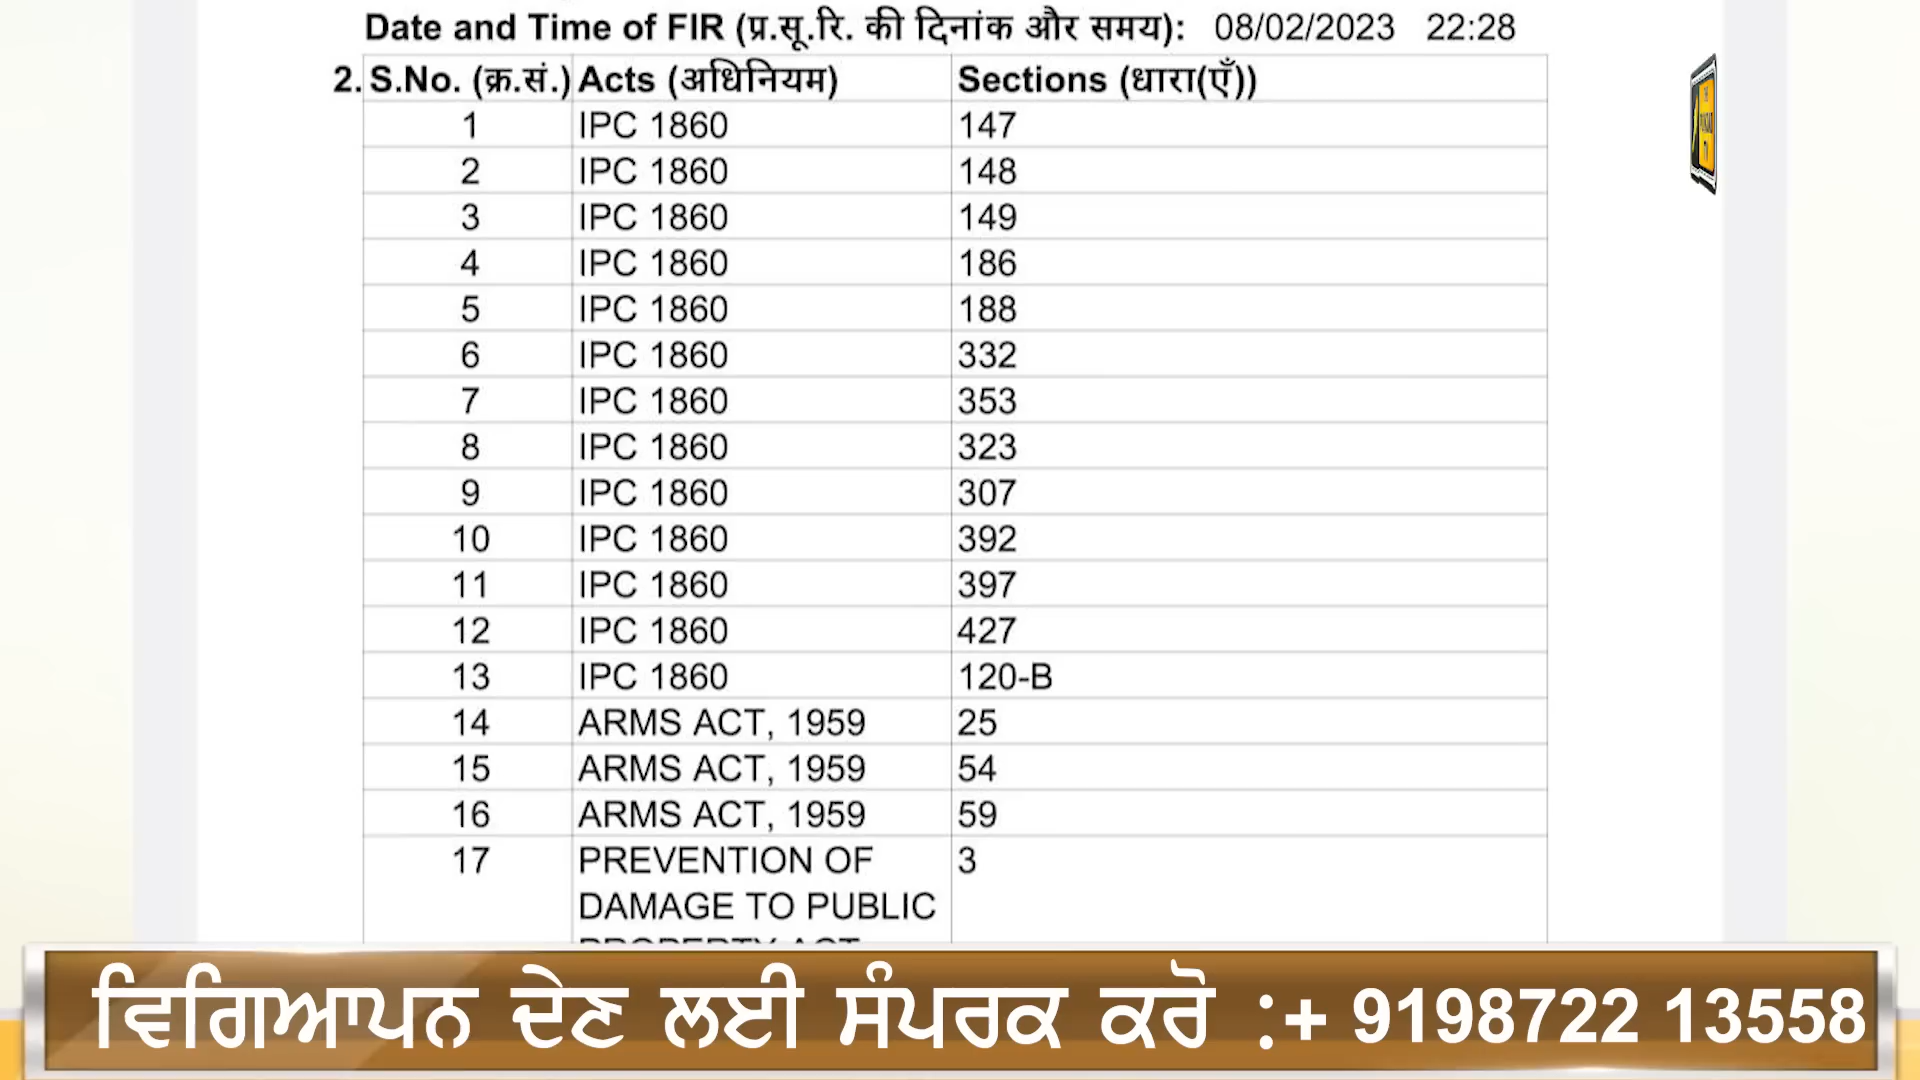 Date and Time of FIR (प्र.सू.रि. की दिनांक और समय): 08/02/2023 22:28
2. S.No. (क्र.सं.) Acts (अधिनियम) Sections (धारा(एँ))
1 IPC 1860 147
2 IPC 1860 148
3 IPC 1860 149
4 IPC 1860 186
5 IPC 1860 188
6 IPC 1860 332
7 IPC 1860 353
8 IPC 1860 323
9 IPC 1860 307
10 IPC 1860 392
11 IPC 1860 397
12 IPC 1860 427
13 IPC 1860 120-B
14 ARMS ACT, 1959 25
15 ARMS ACT, 1959 54
16 ARMS ACT, 1959 59
17 PREVENTION OF 3
DAMAGE TO PUBLIC
PROPERTY ACT
ਵਿਗਿਆਪਨ ਦੇਣ ਲਈ ਸੰਪਰਕ ਕਰੋ :+ 9198722 13558